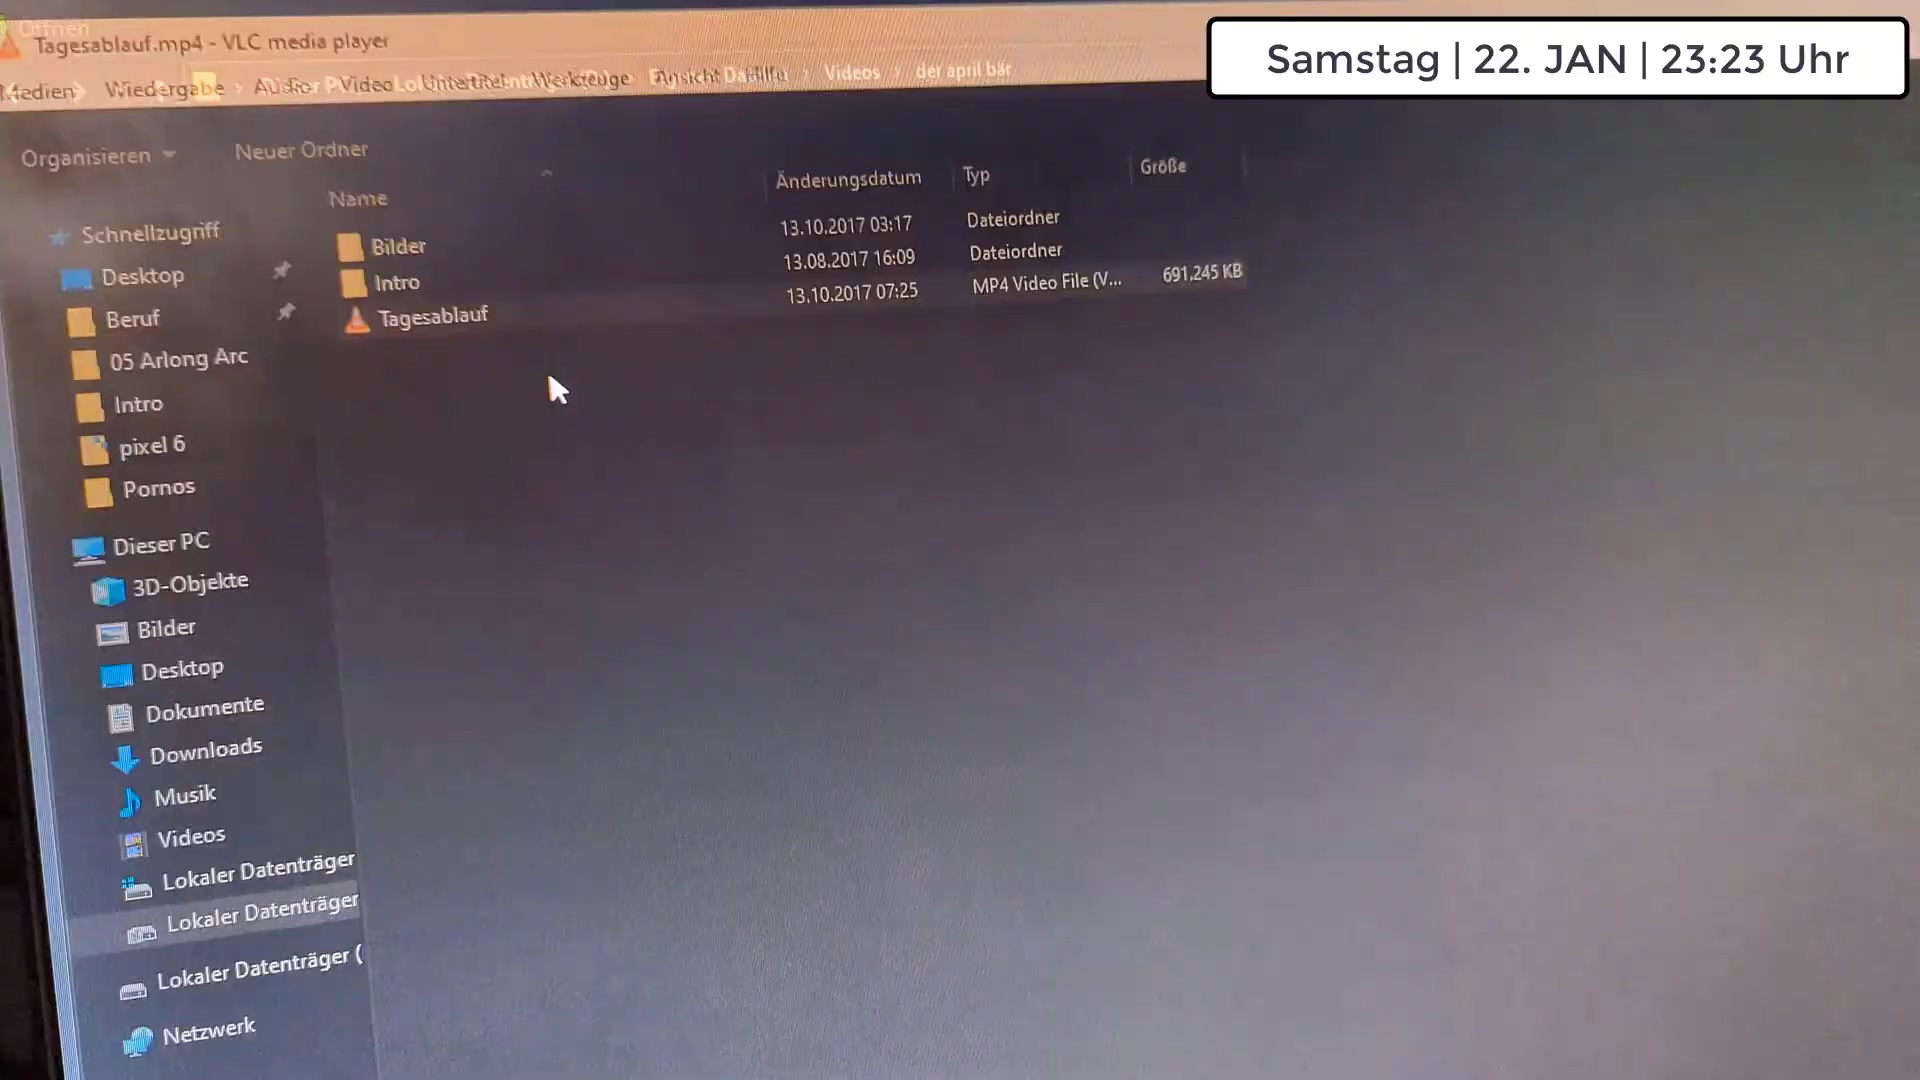 Öffnen
Tagesablauf.mp4 - VLC media player
Samstag | 22. JAN | 23:23 Uhr
Medien Wiedergabe Video Werkzeuge Ansicht Videos der april bär
Organisieren Neuer Ordner
Name Änderungsdatum Typ Größe
Bilder 13.10.2017 03:17 Dateiordner
Intro 13.08.2017 16:09 Dateiordner
Tagesablauf 13.10.2017 07:25 MP4 Video File (V... 691.245 KB
Schnellzugriff
Desktop
Beruf
05 Arlong Arc
Intro
pixel 6
Pornos
Dieser PC
3D-Objekte
Bilder
Desktop
Dokumente
Downloads
Musik
Videos
Lokaler Datenträger
Lokaler Datenträger
Lokaler Datenträger (
Netzwerk